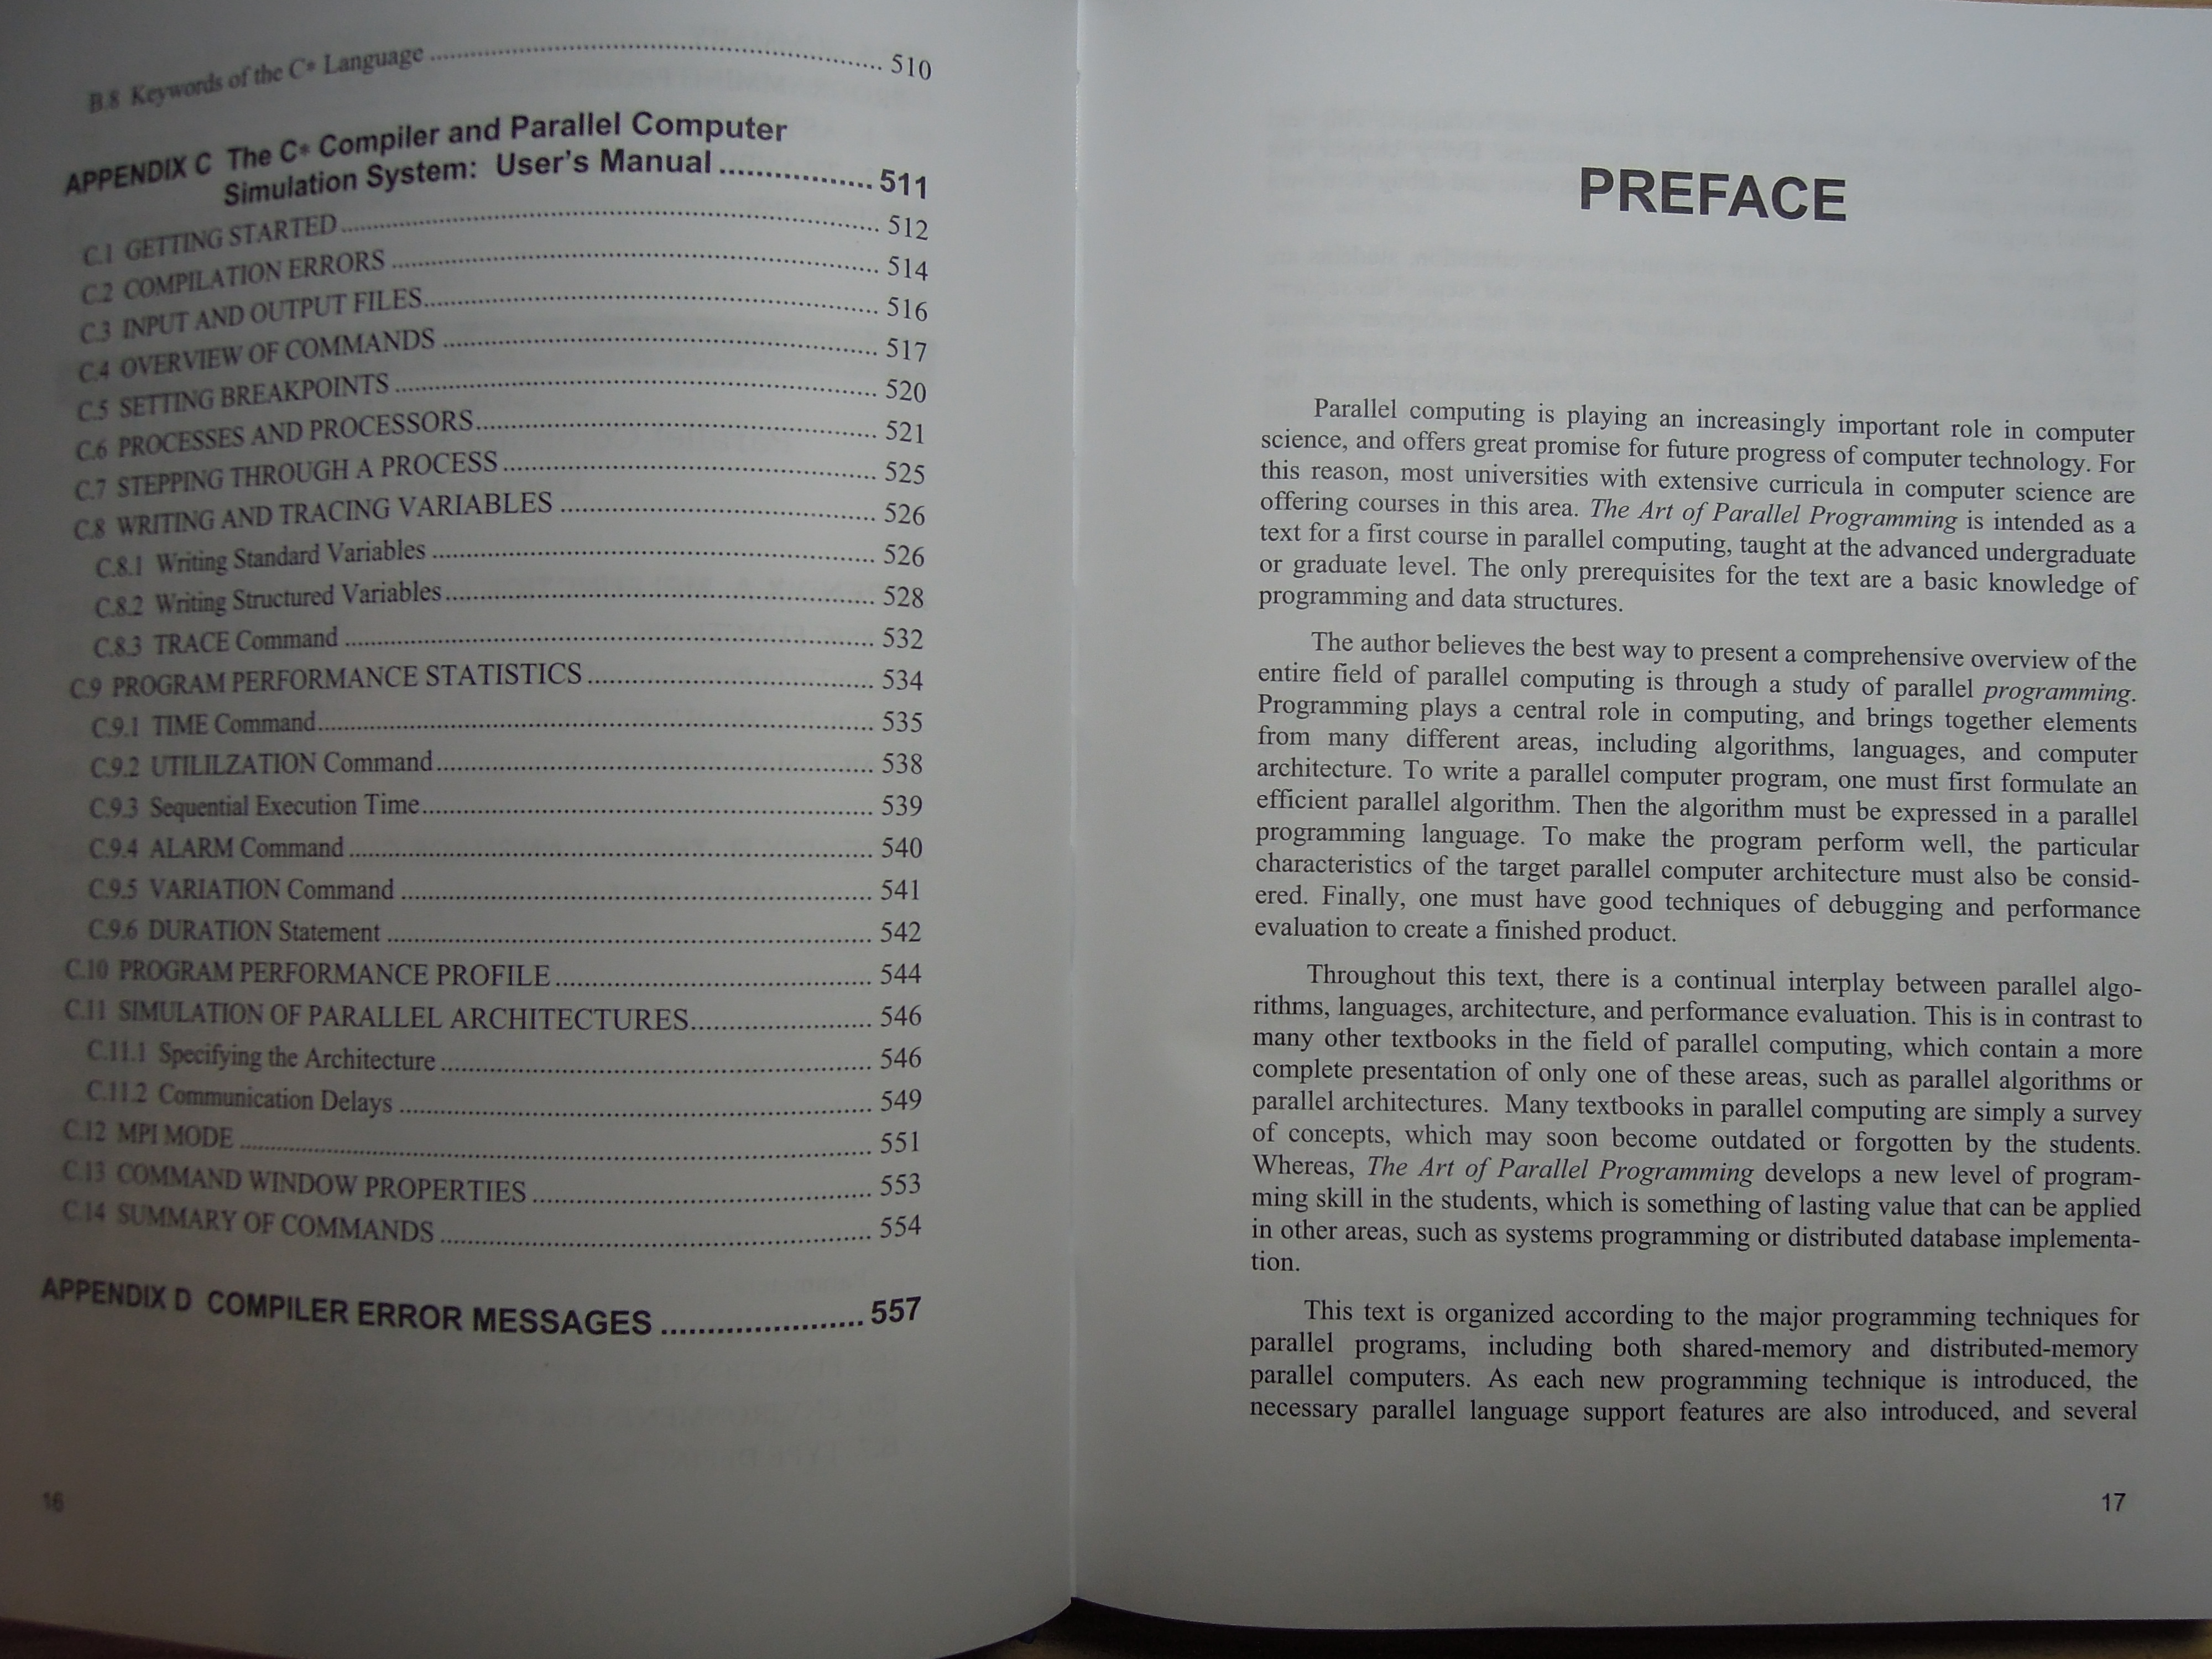 B.8 Keywords of the C* Language ........ 510
APPENDIX C The C* Compiler and Parallel Computer
Simulation System: User's Manual ........ 511
C.1 GETTING STARTED ........ 512
C.2 COMPILATION ERRORS ........ 514
C.3 INPUT AND OUTPUT FILES ........ 516
C.4 OVERVIEW OF COMMANDS ........ 517
C.5 SETTING BREAKPOINTS ........ 520
C.6 PROCESSES AND PROCESSORS ........ 521
C.7 STEPPING THROUGH A PROCESS ........ 525
C.8 WRITING AND TRACING VARIABLES ........ 526
C.8.1 Writing Standard Variables ........ 526
C.8.2 Writing Structured Variables ........ 528
C.8.3 TRACE Command ........ 532
C.9 PROGRAM PERFORMANCE STATISTICS ........ 534
C.9.1 TIME Command ........ 535
C.9.2 UTILILZATION Command ........ 538
C.9.3 Sequential Execution Time ........ 539
C.9.4 ALARM Command ........ 540
C.9.5 VARIATION Command ........ 541
C.9.6 DURATION Statement ........ 542
C.10 PROGRAM PERFORMANCE PROFILE ........ 544
C.11 SIMULATION OF PARALLEL ARCHITECTURES ........ 546
C.11.1 Specifying the Architecture ........ 546
C.11.2 Communication Delays ........ 549
C.12 MPI MODE ........ 551
C.13 COMMAND WINDOW PROPERTIES ........ 553
C.14 SUMMARY OF COMMANDS ........ 554
APPENDIX D COMPILER ERROR MESSAGES ........ 557
16
PREFACE
Parallel computing is playing an increasingly important role in computer
science, and offers great promise for future progress of computer technology. For
this reason, most universities with extensive curricula in computer science are
offering courses in this area. The Art of Parallel Programming is intended as a
text for a first course in parallel computing, taught at the advanced undergraduate
or graduate level. The only prerequisites for the text are a basic knowledge of
programming and data structures.
The author believes the best way to present a comprehensive overview of the
entire field of parallel computing is through a study of parallel programming.
Programming plays a central role in computing, and brings together elements
from many different areas, including algorithms, languages, and computer
architecture. To write a parallel computer program, one must first formulate an
efficient parallel algorithm. Then the algorithm must be expressed in a parallel
programming language. To make the program perform well, the particular
characteristics of the target parallel computer architecture must also be consid-
ered. Finally, one must have good techniques of debugging and performance
evaluation to create a finished product.
Throughout this text, there is a continual interplay between parallel algo-
rithms, languages, architecture, and performance evaluation. This is in contrast to
many other textbooks in the field of parallel computing, which contain a more
complete presentation of only one of these areas, such as parallel algorithms or
parallel architectures. Many textbooks in parallel computing are simply a survey
of concepts, which may soon become outdated or forgotten by the students.
Whereas, The Art of Parallel Programming develops a new level of program-
ming skill in the students, which is something of lasting value that can be applied
in other areas, such as systems programming or distributed database implementa-
tion.
This text is organized according to the major programming techniques for
parallel programs, including both shared-memory and distributed-memory
parallel computers. As each new programming technique is introduced, the
necessary parallel language support features are also introduced, and several
17